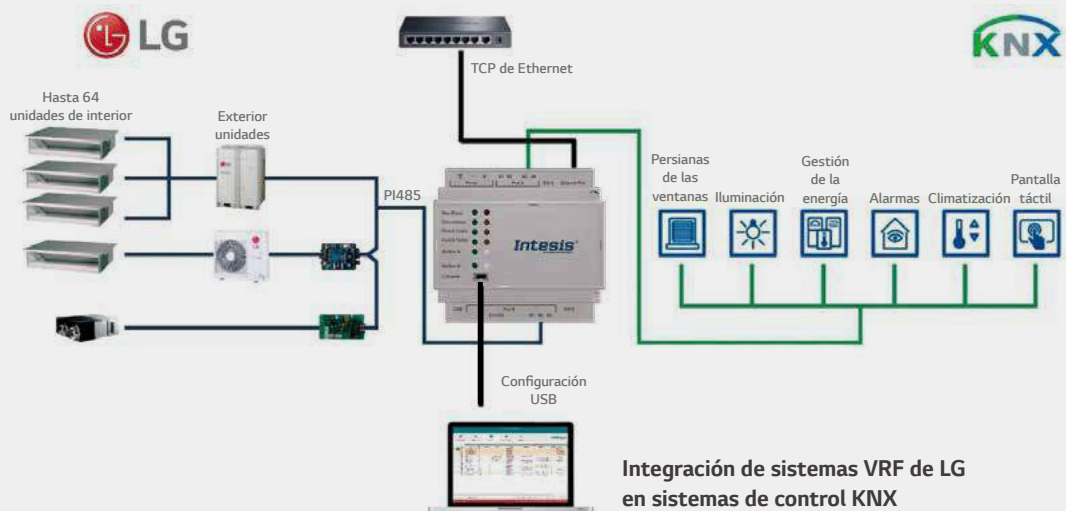 LG
KNX
TCP de Ethernet
Hasta 64
unidades de interior
Exterior
unidades
PI485
Persianas
de las
ventanas
Iluminación
Gestión
de la
energía
Alarmas
Climatización
Pantalla
táctil
Intesis
Configuración
USB
Integración de sistemas VRF de LG
en sistemas de control KNX